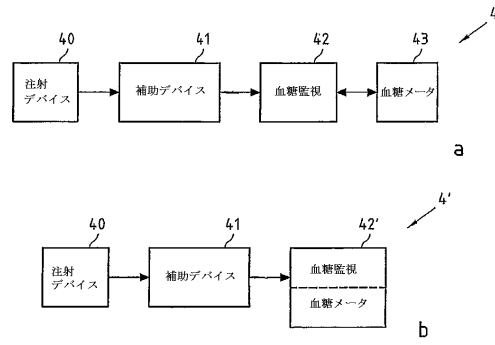 4
40
41
42
43
注射
デバイス
補助デバイス
血糖監視
血糖メータ
a
4'
40
41
42'
注射
デバイス
補助デバイス
血糖監視
血糖メータ
b